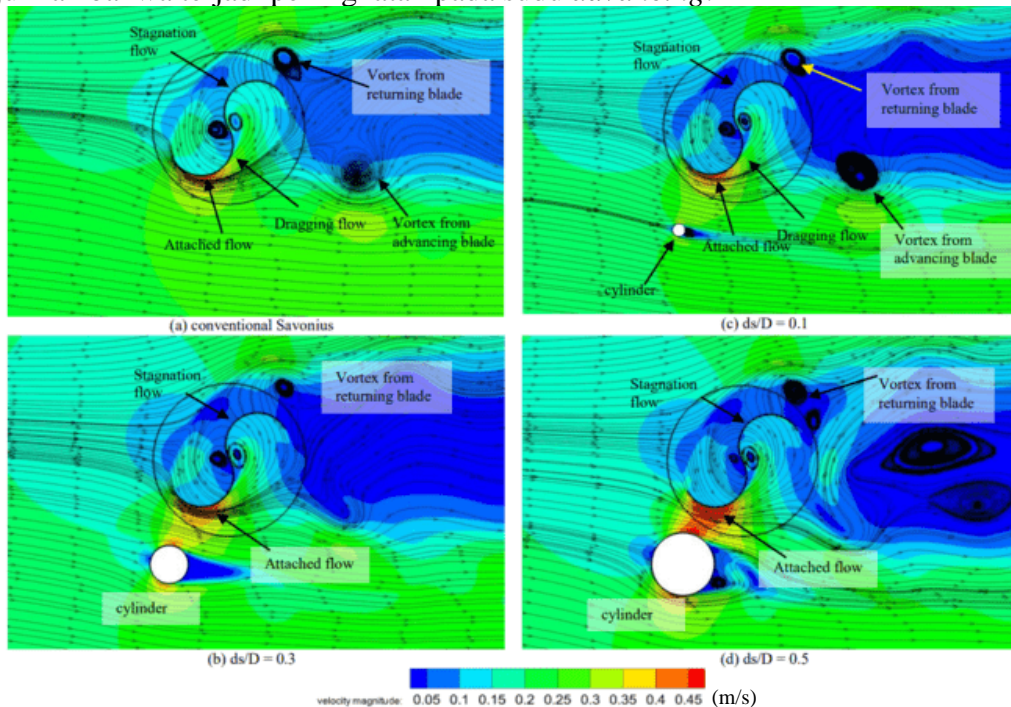 Stagnation
flow
Vortex from
returning blade
Dragging flow
Attached flow
Vortex from
advancing blade
(a) conventional Savonius
Stagnation
flow
Vortex from
returning blade
Attached flow
Dragging flow
Vortex from
advancing blade
cylinder
(c) ds/D = 0.1
Stagnation
flow
Vortex from
returning blade
Attached flow
cylinder
(b) ds/D = 0.3
Stagnation
flow
Vortex from
returning blade
Attached flow
cylinder
(d) ds/D = 0.5
velocity magnitude: 0.05 0.1 0.15 0.2 0.25 0.3 0.35 0.4 0.45 (m/s)